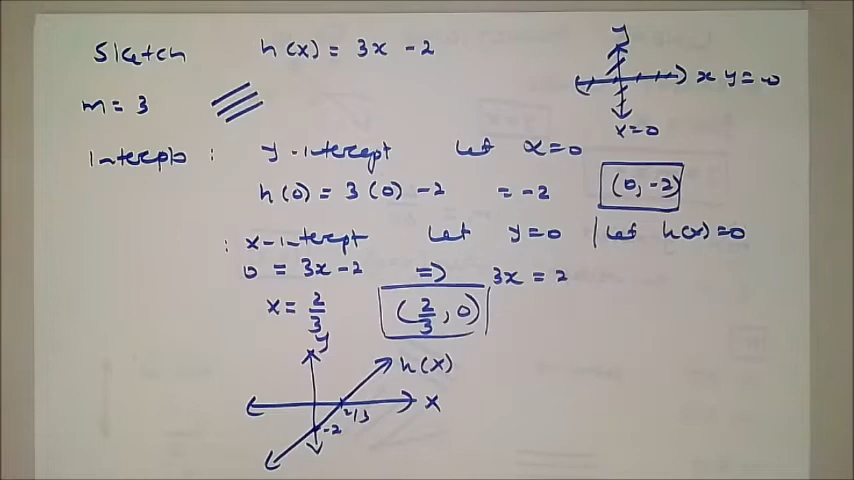 Sketch h(x) = 3x - 2
y
x y = 0
x = 0
m = 3
Intercepts : y-intercept Let x = 0
h(0) = 3(0) - 2 = -2 (0, -2)
: x-intercept Let y = 0 | Let h(x) = 0
0 = 3x - 2 => 3x = 2
x = 2/3 (2/3, 0)
y
h(x)
x
2/3
-2